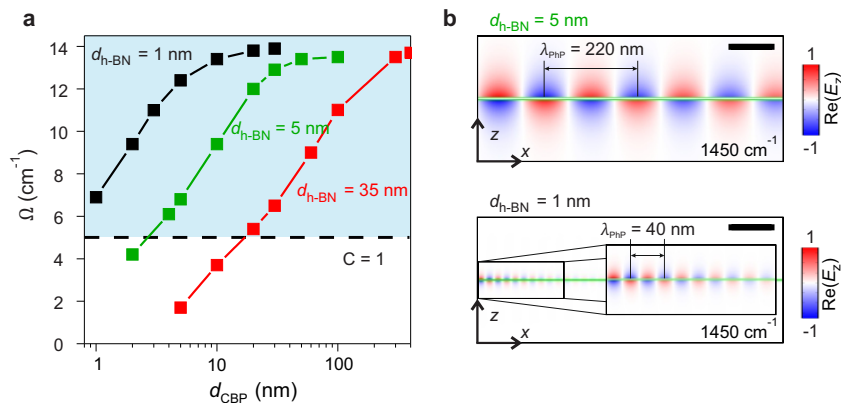 a
14
12
10
8
6
4
2
0
Ω (cm⁻¹)
d_h-BN = 1 nm
d_h-BN = 5 nm
d_h-BN = 35 nm
C = 1
1
10
100
d_CBP (nm)
b
d_h-BN = 5 nm
λ_PhP = 220 nm
z
x
1450 cm⁻¹
1
-1
Re(E_z)
d_h-BN = 1 nm
λ_PhP = 40 nm
z
x
1450 cm⁻¹
1
-1
Re(E_z)